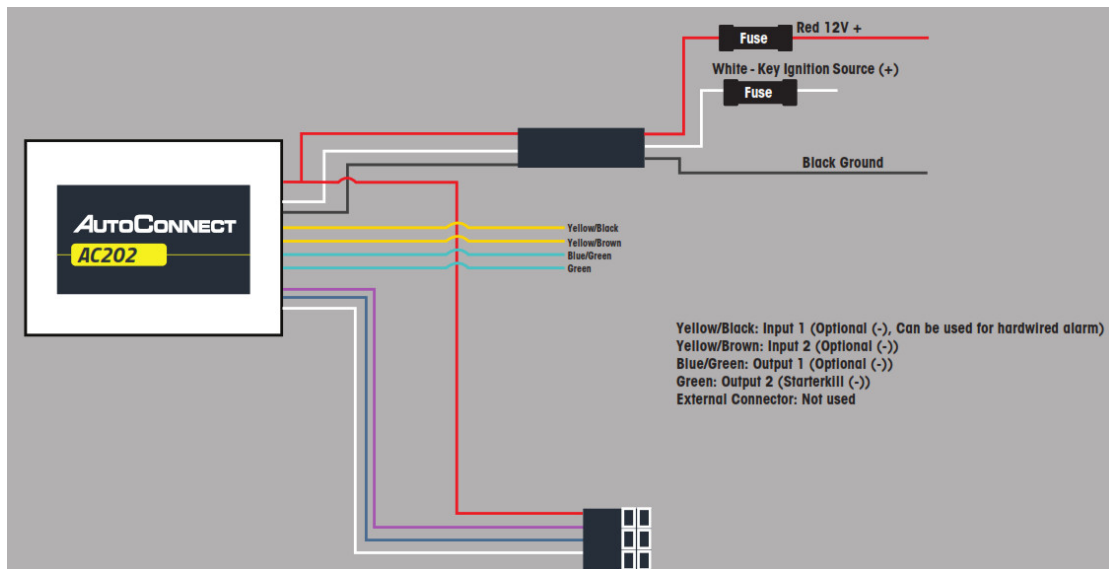 Red 12V +
Fuse
White - Key Ignition Source (+)
Fuse
Black Ground
AUTOCONNECT
AC202
Yellow/Black
Yellow/Brown
Blue/Green
Green
Yellow/Black: Input 1 (Optional (-), Can be used for hardwired alarm)
Yellow/Brown: Input 2 (Optional (-))
Blue/Green: Output 1 (Optional (-))
Green: Output 2 (Starterkill (-))
External Connector: Not used